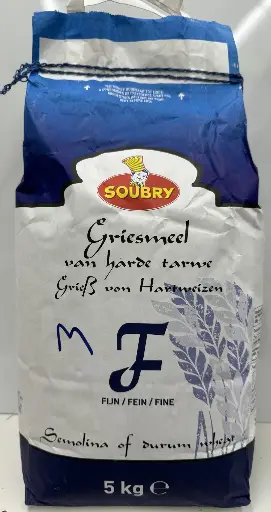 SOUBRY
Griesmeel
van harde tarwe
Grieß von Hartweizen
M
F
FIJN / FEIN / FINE
Semolina of durum wheat
5 kg ℮